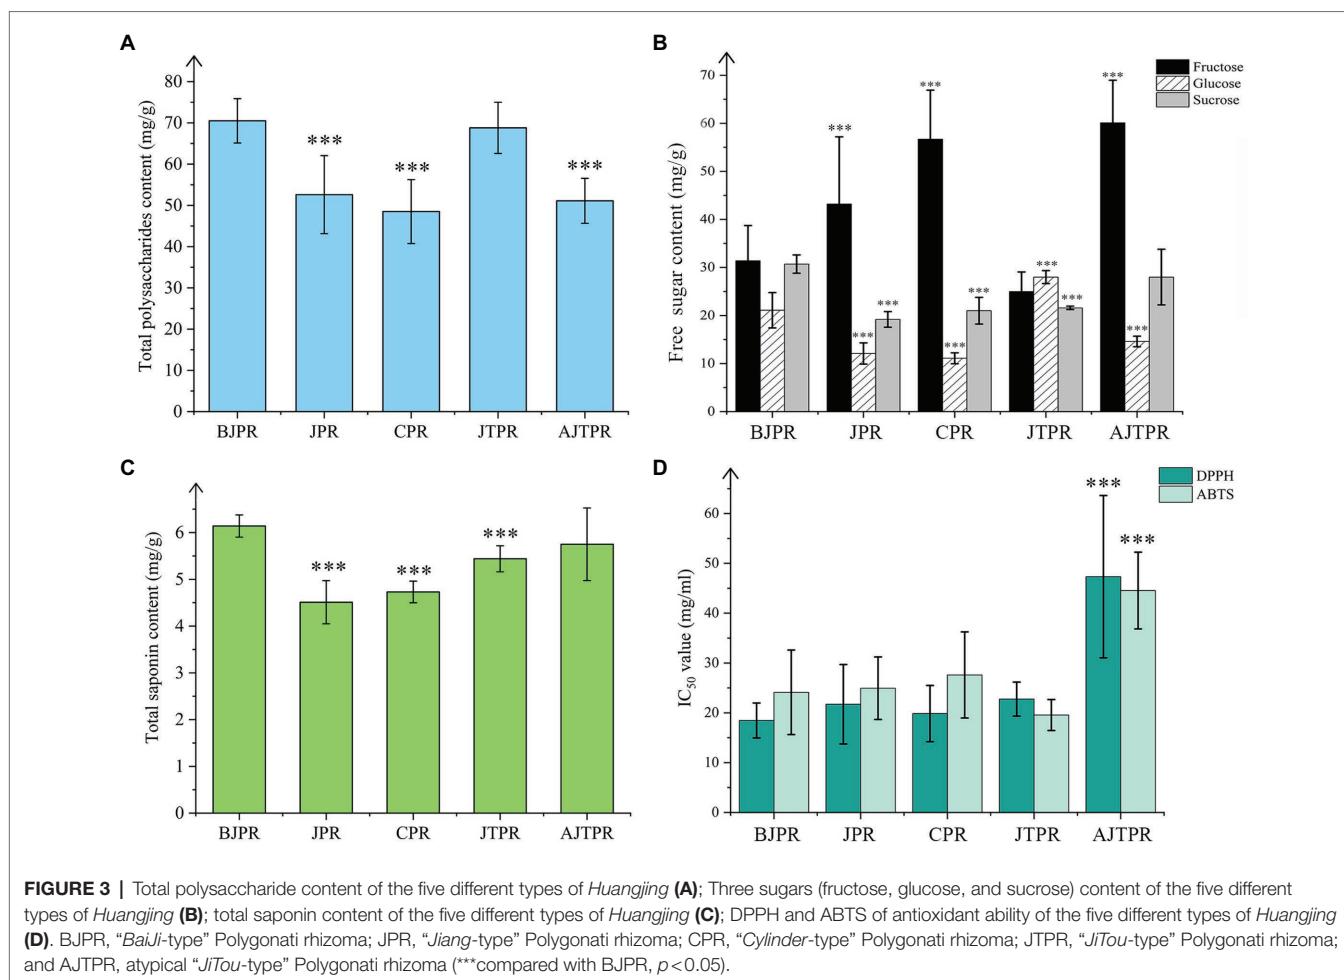 A
Total polysaccharides content (mg/g)
80
70
60
50
40
30
20
10
0
***
***
***
BJPR JPR CPR JTPR AJTPR
B
Free sugar content (mg/g)
70
60
50
40
30
20
10
0
Fructose
Glucose
Sucrose
***
***
***
***
***
***
***
***
***
***
***
BJPR JPR CPR JTPR AJTPR
C
Total saponin content (mg/g)
6
5
4
3
2
1
0
***
***
***
BJPR JPR CPR JTPR AJTPR
D
IC50 value (mg/ml)
60
50
40
30
20
10
0
DPPH
ABTS
***
***
BJPR JPR CPR JTPR AJTPR
FIGURE 3 | Total polysaccharide content of the five different types of Huangjing (A); Three sugars (fructose, glucose, and sucrose) content of the five different
types of Huangjing (B); total saponin content of the five different types of Huangjing (C); DPPH and ABTS of antioxidant ability of the five different types of Huangjing
(D). BJPR, “BaiJi-type” Polygonati rhizoma; JPR, “Jiang-type” Polygonati rhizoma; CPR, “Cylinder-type” Polygonati rhizoma; JTPR, “JiTou-type” Polygonati rhizoma;
and AJTPR, atypical “JiTou-type” Polygonati rhizoma (***compared with BJPR, p<0.05).